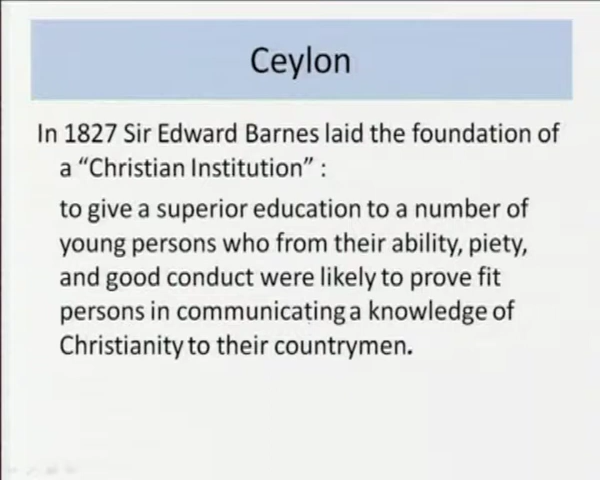 Ceylon
In 1827 Sir Edward Barnes laid the foundation of
a “Christian Institution” :
to give a superior education to a number of
young persons who from their ability, piety,
and good conduct were likely to prove fit
persons in communicating a knowledge of
Christianity to their countrymen.